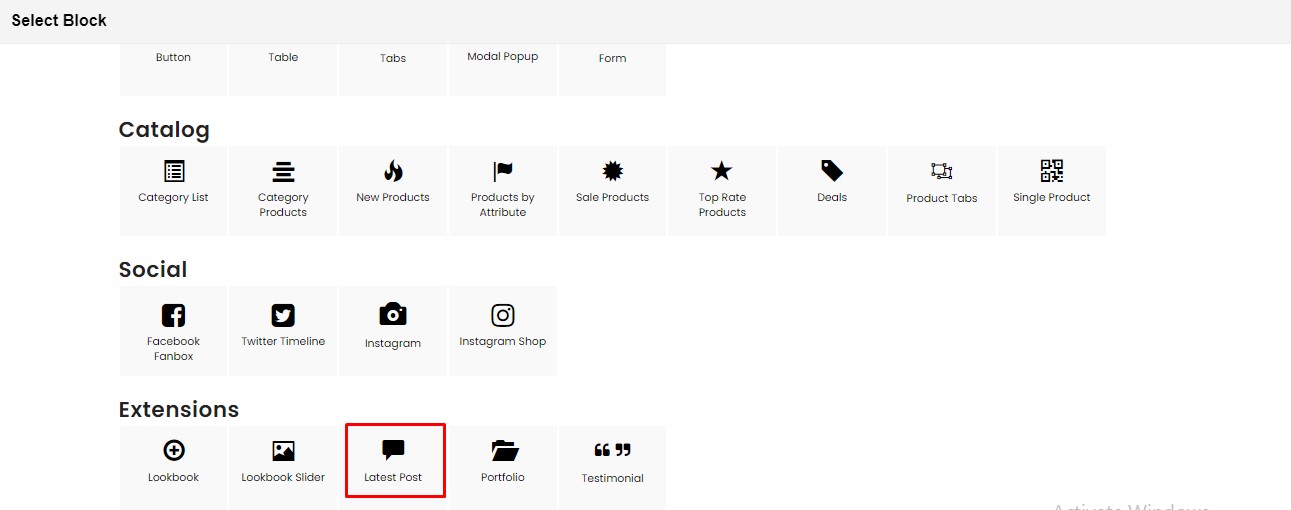 Select Block
Button
Table
Tabs
Modal Popup
Form
Catalog
Category List
Category
Products
New Products
Products by
Attribute
Sale Products
Top Rate
Products
Deals
Product Tabs
Single Product
Social
Facebook
Fanbox
Twitter Timeline
Instagram
Instagram Shop
Extensions
Lookbook
Lookbook Slider
Latest Post
Portfolio
Testimonial
Activate Windows